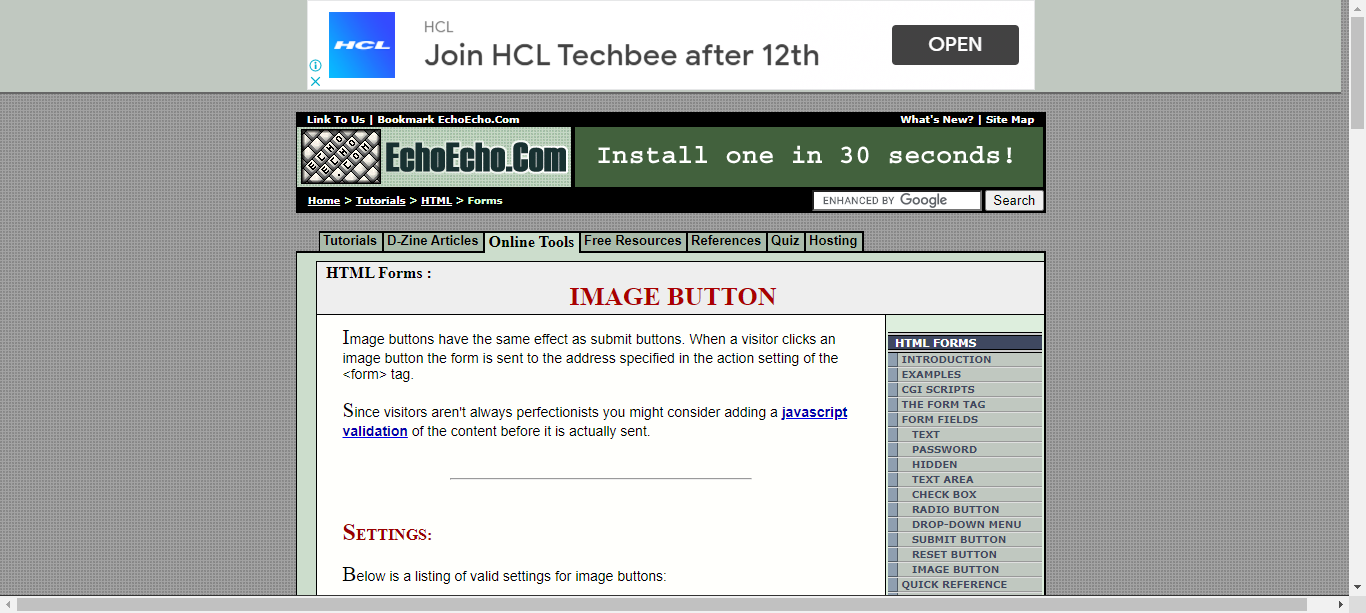 HCL
HCL
Join HCL Techbee after 12th
OPEN
Link To Us | Bookmark EchoEcho.Com
What's New? | Site Map
ECHO
ECHO
.COM
EchoEcho.Com
Install one in 30 seconds!
Home > Tutorials > HTML > Forms
ENHANCED BY Google
Search
Tutorials
D-Zine Articles
Online Tools
Free Resources
References
Quiz
Hosting
HTML Forms :
IMAGE BUTTON
Image buttons have the same effect as submit buttons. When a visitor clicks an
image button the form is sent to the address specified in the action setting of the
<form> tag.
Since visitors aren't always perfectionists you might consider adding a javascript
validation of the content before it is actually sent.
SETTINGS:
Below is a listing of valid settings for image buttons:
HTML FORMS
INTRODUCTION
EXAMPLES
CGI SCRIPTS
THE FORM TAG
FORM FIELDS
TEXT
PASSWORD
HIDDEN
TEXT AREA
CHECK BOX
RADIO BUTTON
DROP-DOWN MENU
SUBMIT BUTTON
RESET BUTTON
IMAGE BUTTON
QUICK REFERENCE